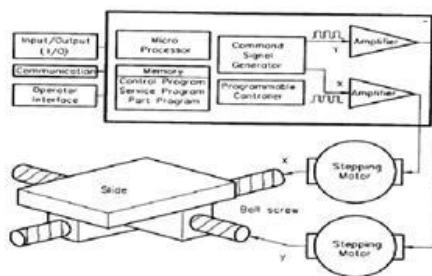 Input/Output
(I/O)
Communication
Operator
Interface
Micro
Processor
Memory
Control Program
Service Program
Part Program
Command
Signal
Generator
Programmable
Controller
Y
X
Amplifier
Amplifier
Slide
X
Ball screw
y
Stepping
Motor
Stepping
Motor